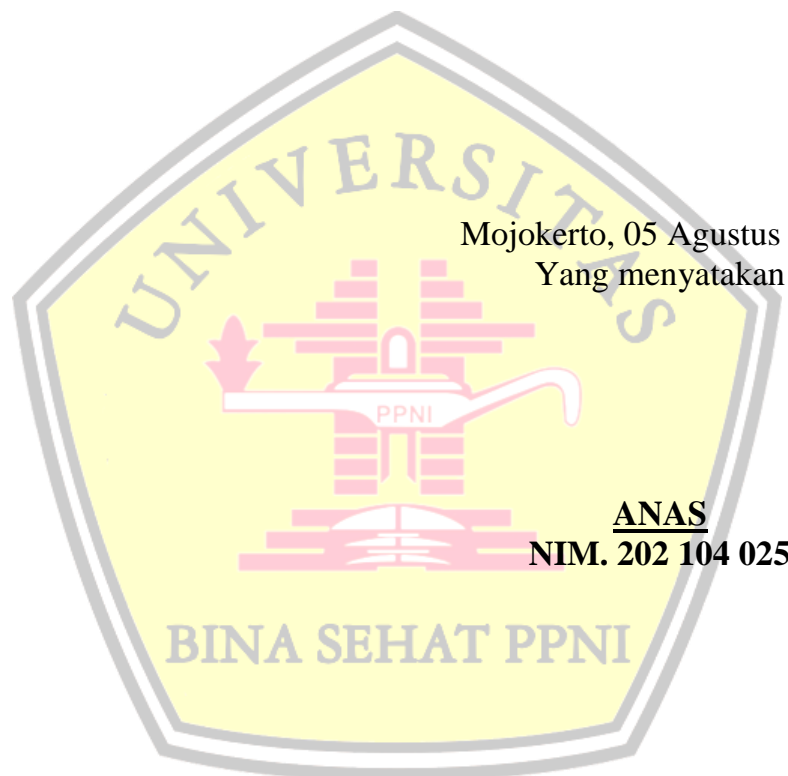 UNIVERSITAS
Mojokerto, 05 Agustus
Yang menyatakan
PPNI
ANAS
NIM. 202 104 025
BINA SEHAT PPNI